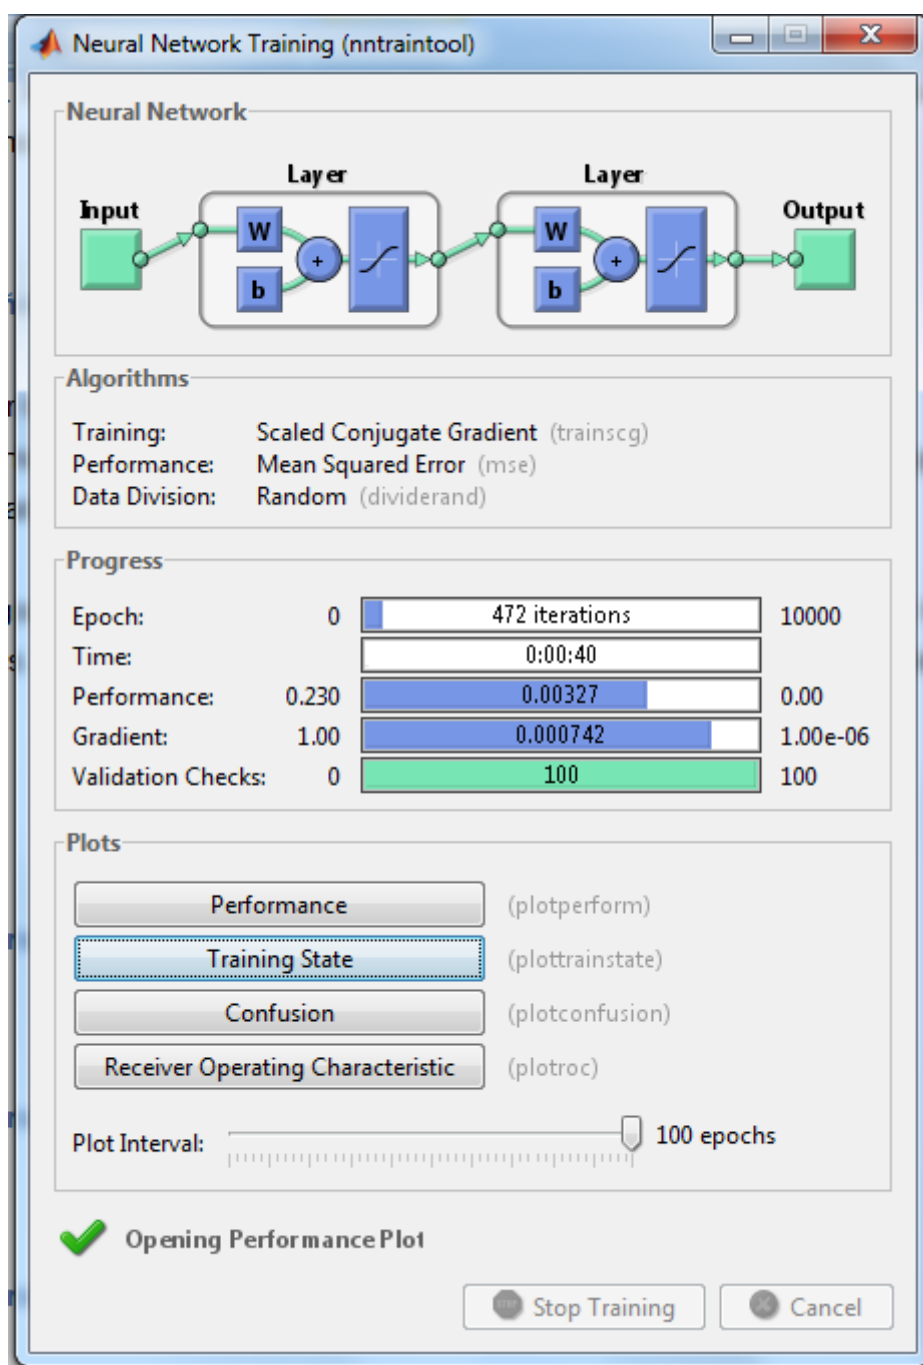 Neural Network Training (nntraintool)
Neural Network
Layer Layer
Input Output
W W
+ +
b b
Algorithms
Training: Scaled Conjugate Gradient (trainscg)
Performance: Mean Squared Error (mse)
Data Division: Random (dividerand)
Progress
Epoch: 0 472 iterations 10000
Time: 0:00:40
Performance: 0.230 0.00327 0.00
Gradient: 1.00 0.000742 1.00e-06
Validation Checks: 0 100 100
Plots
Performance (plotperform)
Training State (plottrainstate)
Confusion (plotconfusion)
Receiver Operating Characteristic (plotroc)
Plot Interval: 100 epochs
Opening Performance Plot
Stop Training Cancel